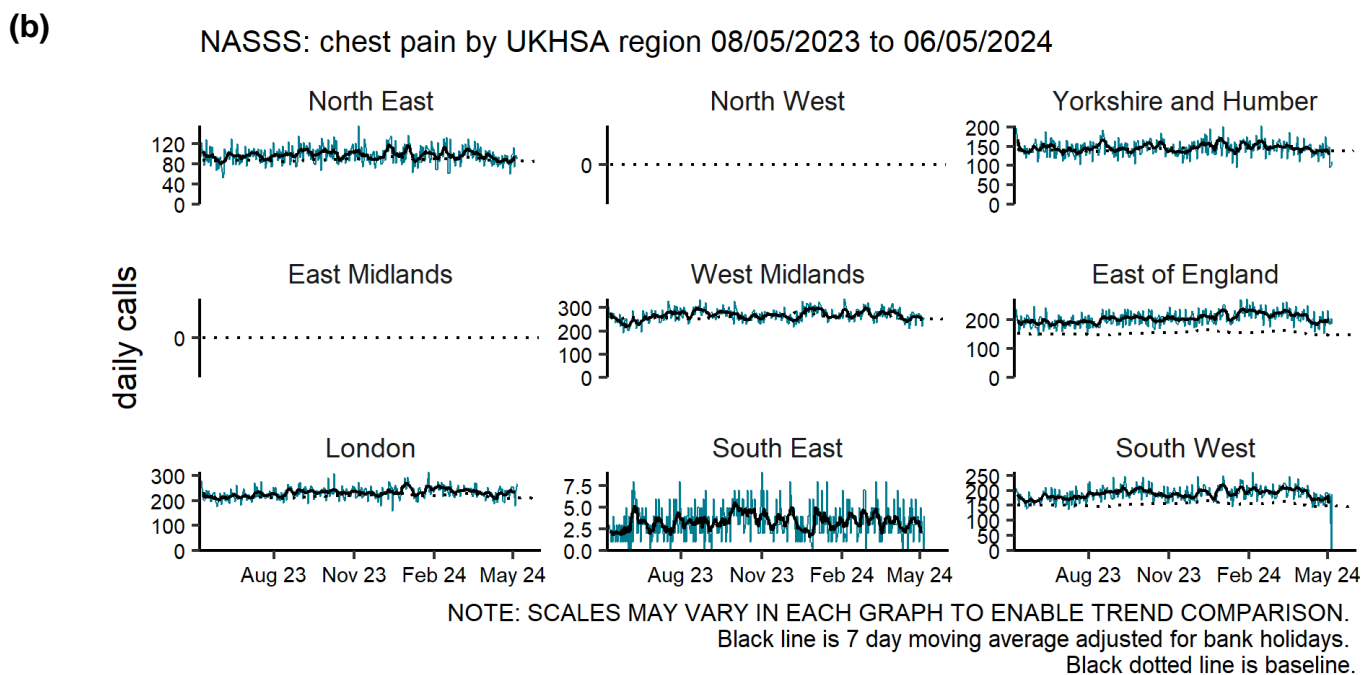 (b)
NASSS: chest pain by UKHSA region 08/05/2023 to 06/05/2024
North East
North West
Yorkshire and Humber
120
80
40
0
0
200
150
100
50
0
East Midlands
West Midlands
East of England
daily calls
0
300
200
100
0
200
100
0
London
South East
South West
300
200
100
0
7.5
5.0
2.5
0.0
250
200
150
100
50
0
Aug 23 Nov 23 Feb 24 May 24
Aug 23 Nov 23 Feb 24 May 24
Aug 23 Nov 23 Feb 24 May 24
NOTE: SCALES MAY VARY IN EACH GRAPH TO ENABLE TREND COMPARISON.
Black line is 7 day moving average adjusted for bank holidays.
Black dotted line is baseline.